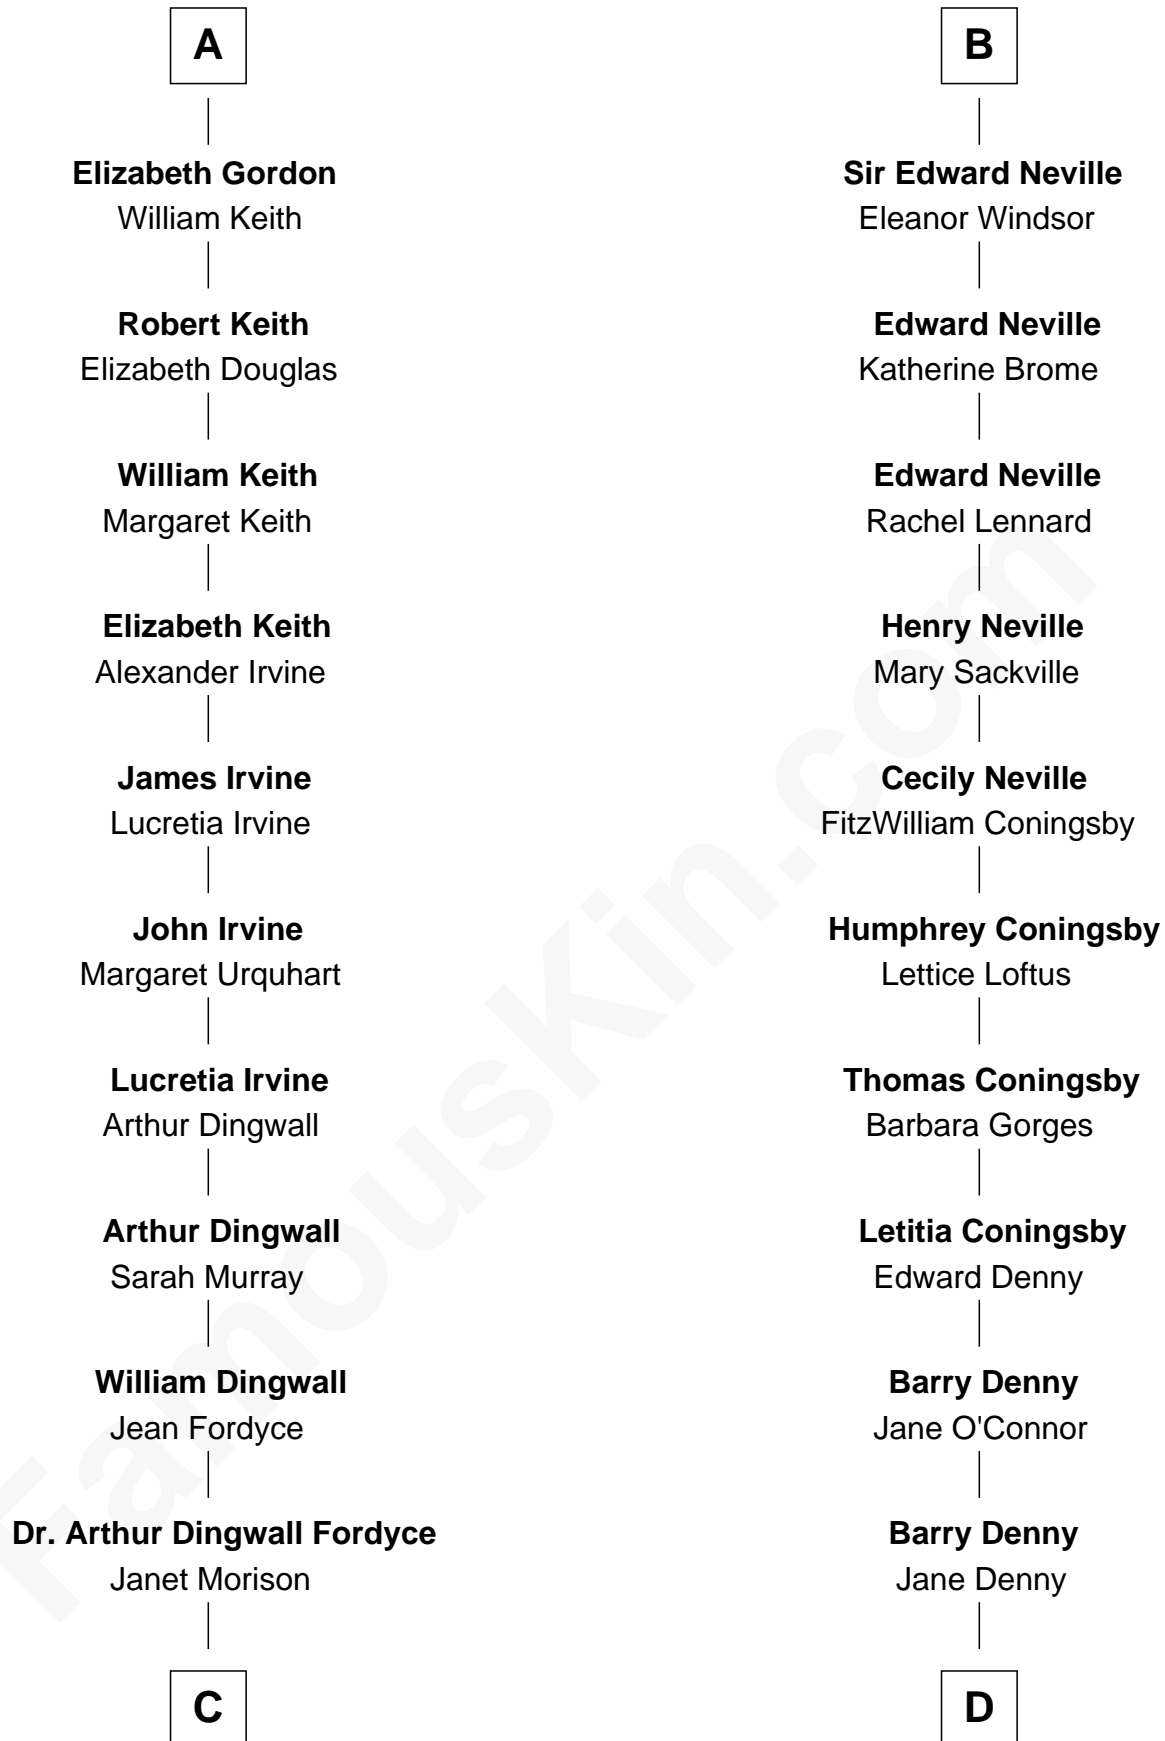 A
Elizabeth Gordon
William Keith
Robert Keith
Elizabeth Douglas
William Keith
Margaret Keith
Elizabeth Keith
Alexander Irvine
James Irvine
Lucretia Irvine
John Irvine
Margaret Urquhart
Lucretia Irvine
Arthur Dingwall
Arthur Dingwall
Sarah Murray
William Dingwall
Jean Fordyce
Dr. Arthur Dingwall Fordyce
Janet Morison
C
B
Sir Edward Neville
Eleanor Windsor
Edward Neville
Katherine Brome
Edward Neville
Rachel Lennard
Henry Neville
Mary Sackville
Cecily Neville
FitzWilliam Coningsby
Humphrey Coningsby
Lettice Loftus
Thomas Coningsby
Barbara Gorges
Letitia Coningsby
Edward Denny
Barry Denny
Jane O'Connor
Barry Denny
Jane Denny
D
FamousKin.com